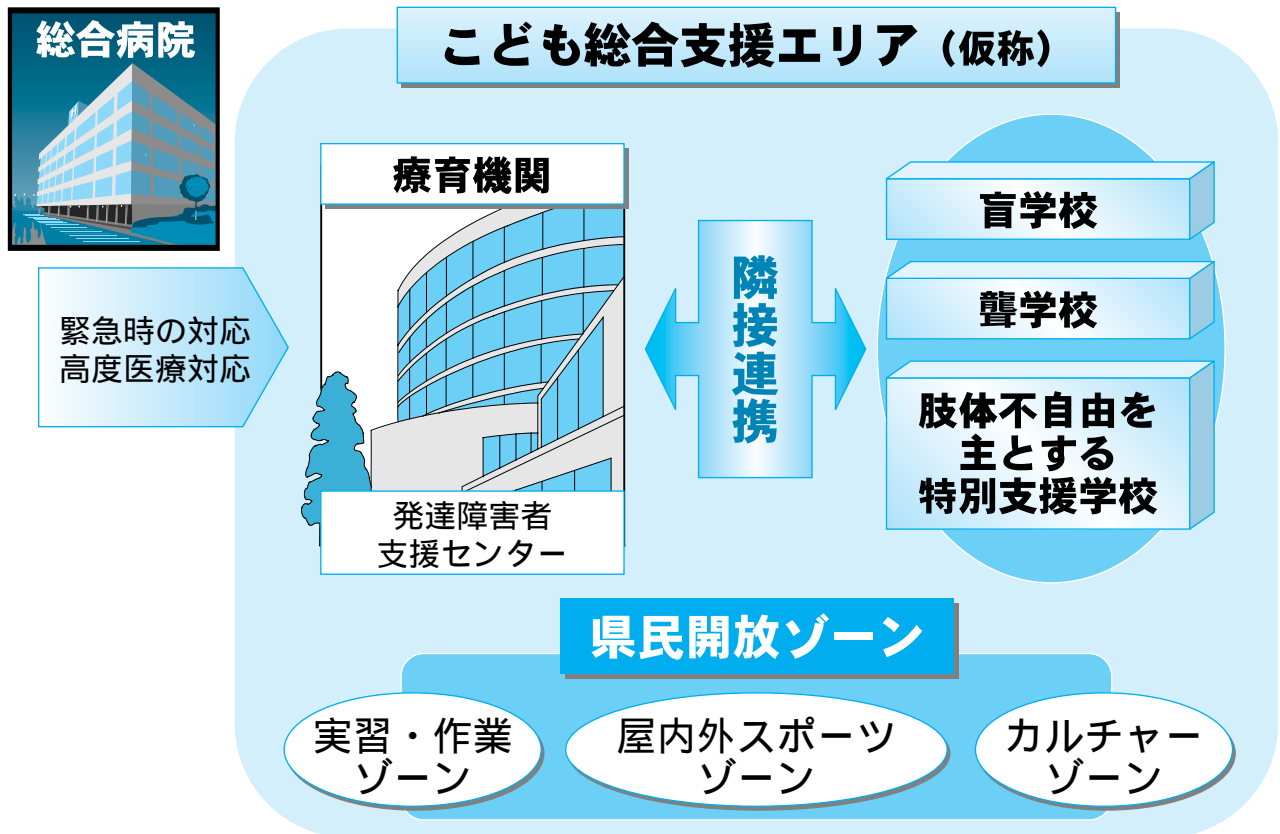 総合病院
こども総合支援エリア（仮称）
療育機関
緊急時の対応
高度医療対応
発達障害者
支援センター
隣接連携
盲学校
聾学校
肢体不自由を
主とする
特別支援学校
県民開放ゾーン
実習・作業
ゾーン
屋内外スポーツ
ゾーン
カルチャー
ゾーン